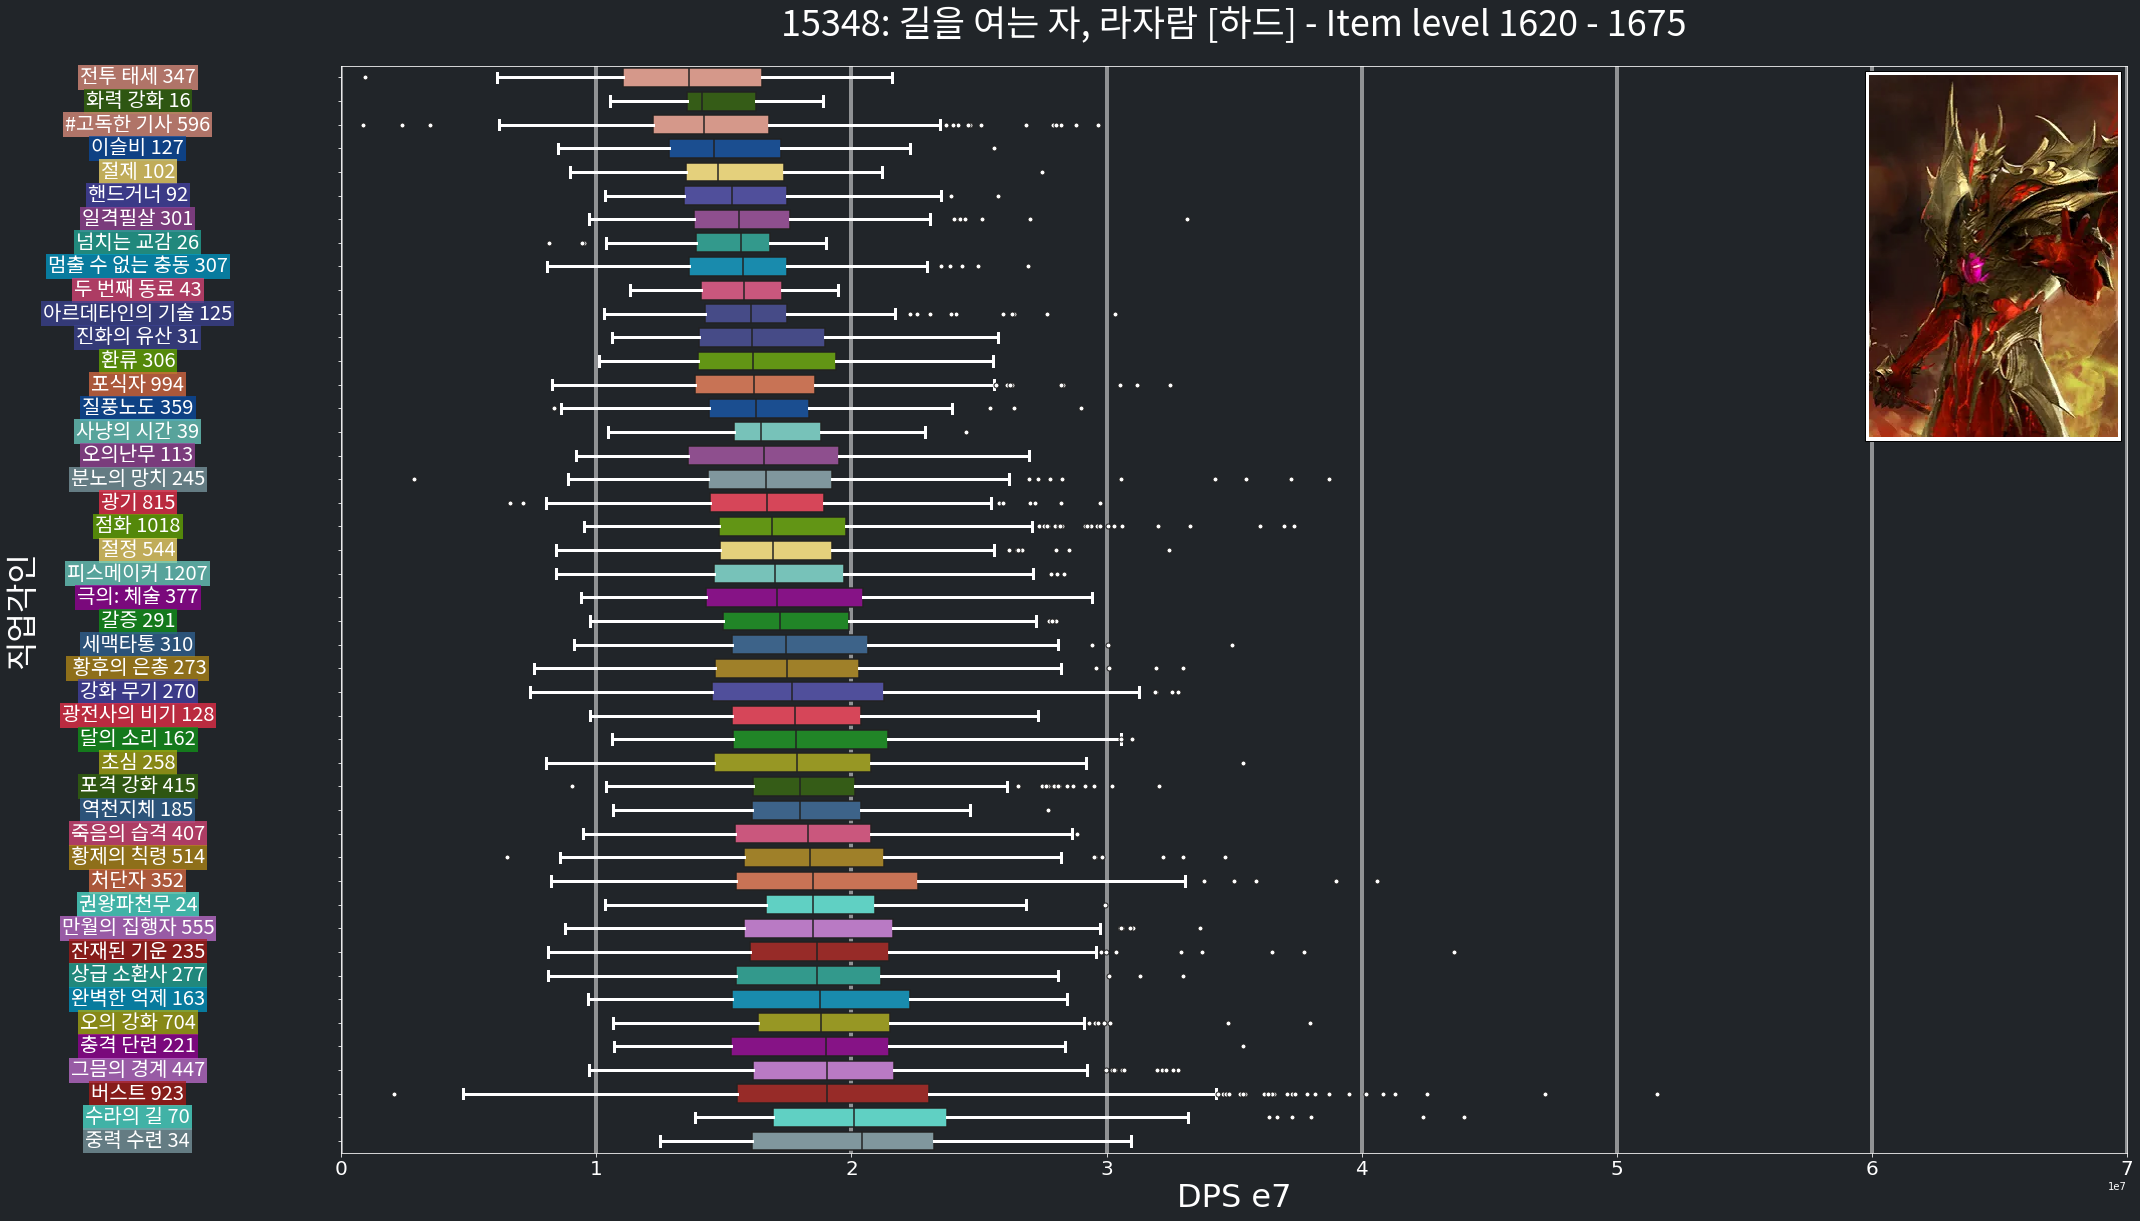 15348: 길을 여는 자, 라자람 [하드] - Item level 1620 - 1675
전투 태세 347
화력 강화 16
#고독한 기사 596
이슬비 127
절제 102
핸드거너 92
일격필살 301
넘치는 교감 26
멈출 수 없는 충동 307
두 번째 동료 43
아르데타인의 기술 125
진화의 유산 31
환류 306
포식자 994
질풍노도 359
사냥의 시간 39
오의난무 113
분노의 망치 245
광기 815
점화 1018
절정 544
피스메이커 1207
극의: 체술 377
갈증 291
세맥타통 310
황후의 은총 273
강화 무기 270
광전사의 비기 128
달의 소리 162
초심 258
포격 강화 415
역천지체 185
죽음의 습격 407
황제의 칙령 514
처단자 352
권왕파천무 24
만월의 집행자 555
잔재된 기운 235
상급 소환사 277
완벽한 억제 163
오의 강화 704
충격 단련 221
그믐의 경계 447
버스트 923
수라의 길 70
중력 수련 34
직업각인
0 1 2 3 4 5 6 7
DPS e7
1e7